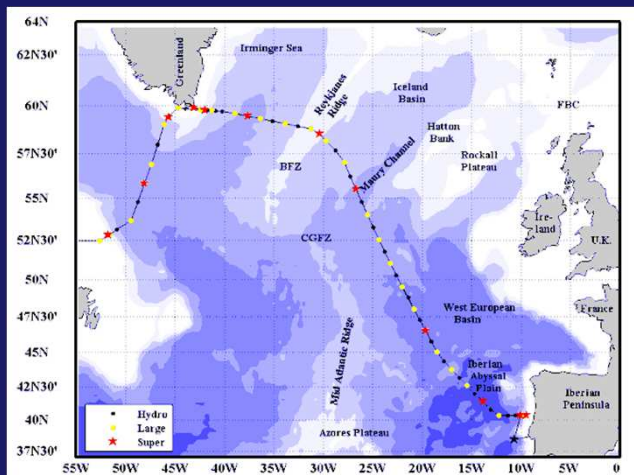 64N
62N30'
60N
57N30'
55N
52N30'
50N
47N30'
45N
42N30'
40N
37N30'
55W
50W
45W
40W
35W
30W
25W
20W
15W
10W
5W
0
Greenland
Irminger Sea
Reykjanes
Ridge
Iceland
Basin
FBC
Hatton
Bank
Rockall
Plateau
Maury Channel
BFZ
CGFZ
Ire-
land
U.K.
France
West European
Basin
Mid Atlantic Ridge
Iberian
Abyssal
Plain
Iberian
Peninsula
Azores Plateau
Hydro
Large
Super